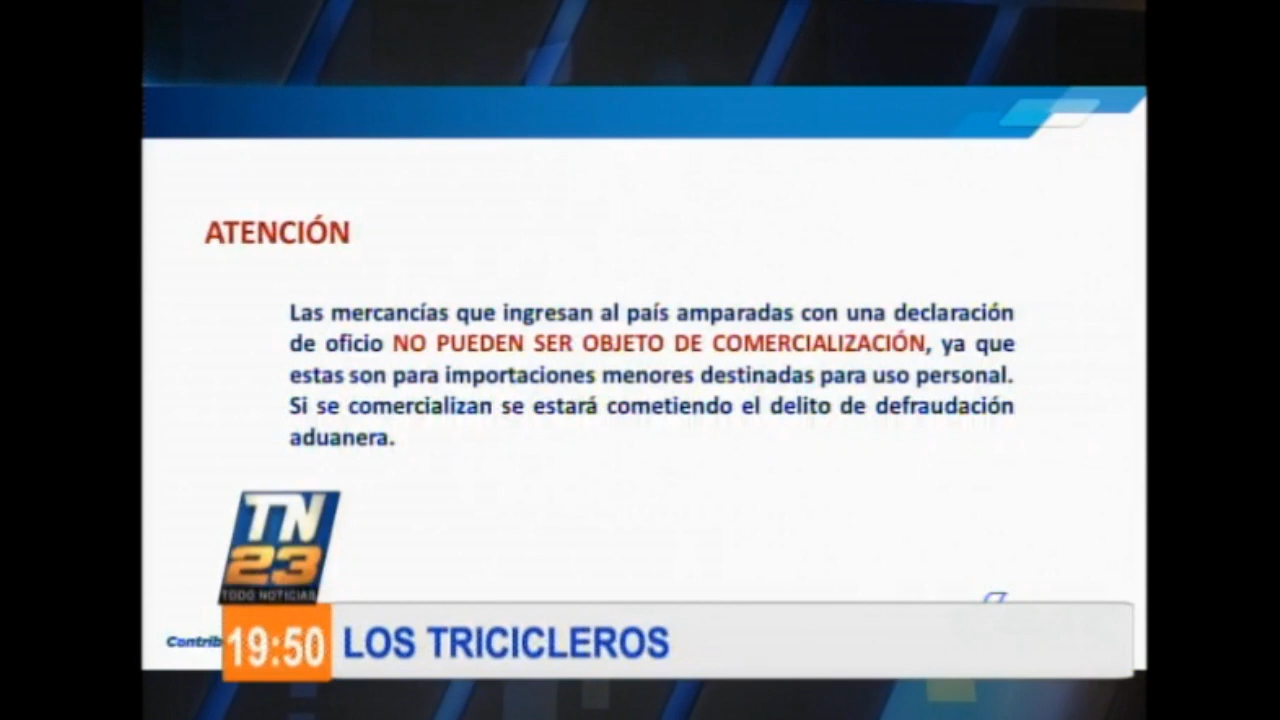 ATENCIÓN
Las mercancías que ingresan al país amparadas con una declaración
de oficio NO PUEDEN SER OBJETO DE COMERCIALIZACIÓN, ya que
estas son para importaciones menores destinadas para uso personal.
Si se comercializan se estará cometiendo el delito de defraudación
aduanera.
TN
23
TODO NOTICIAS
Contrib
19:50 LOS TRICICLEROS